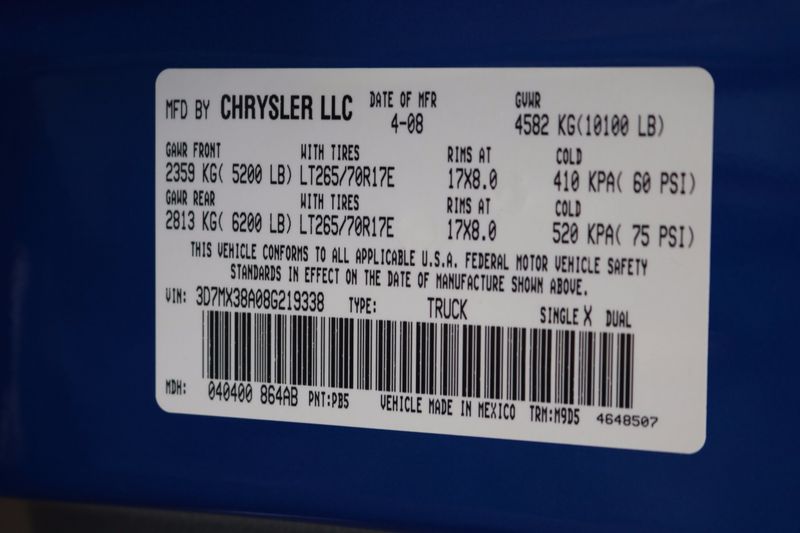 MFD BY CHRYSLER LLC DATE OF MFR GVWR
4-08 4582 KG(10100 LB)
GAWR FRONT WITH TIRES RIMS AT COLD
2359 KG( 5200 LB) LT265/70R17E 17X8.0 410 KPA( 60 PSI)
GAWR REAR WITH TIRES RIMS AT COLD
2813 KG( 6200 LB) LT265/70R17E 17X8.0 520 KPA( 75 PSI)
THIS VEHICLE CONFORMS TO ALL APPLICABLE U.S.A. FEDERAL MOTOR VEHICLE SAFETY
STANDARDS IN EFFECT ON THE DATE OF MANUFACTURE SHOWN ABOVE.
VIN: 3D7MX38A08G219338 TYPE: TRUCK SINGLE X DUAL
MDH: 040400 864AB PNT:PB5 VEHICLE MADE IN MEXICO TRM:M9D5 4648507